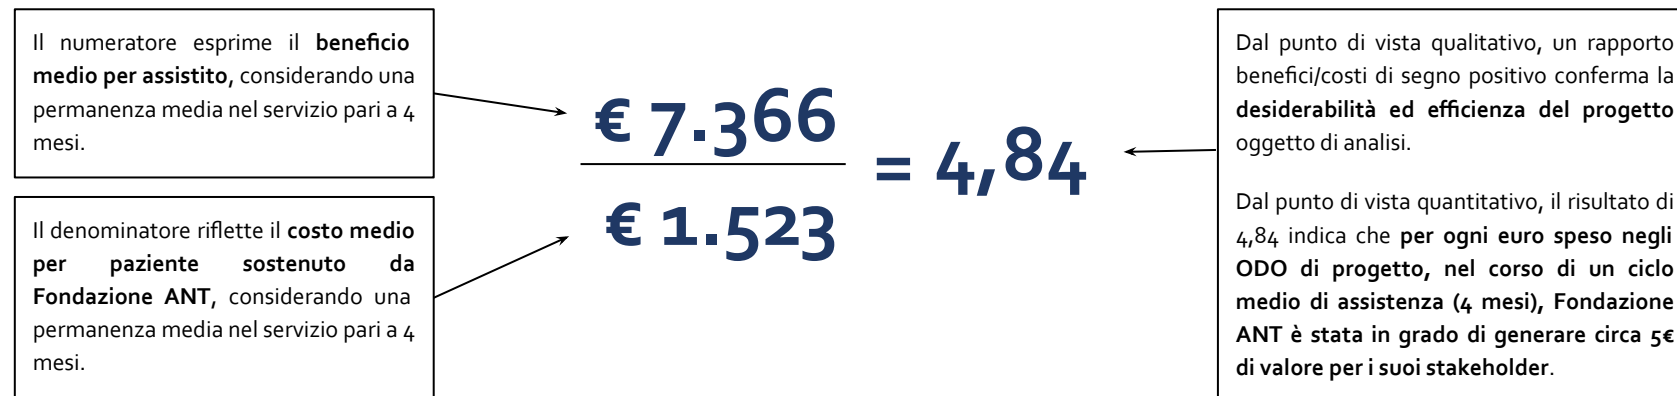 Il numeratore esprime il beneficio
medio per assistito, considerando una
permanenza media nel servizio pari a 4
mesi.
Il denominatore riflette il costo medio
per paziente sostenuto da
Fondazione ANT, considerando una
permanenza media nel servizio pari a 4
mesi.
€ 7.366
€ 1.523
= 4,84
Dal punto di vista qualitativo, un rapporto
benefici/costi di segno positivo conferma la
desiderabilità ed efficienza del progetto
oggetto di analisi.
Dal punto di vista quantitativo, il risultato di
4,84 indica che per ogni euro speso negli
ODO di progetto, nel corso di un ciclo
medio di assistenza (4 mesi), Fondazione
ANT è stata in grado di generare circa 5€
di valore per i suoi stakeholder.